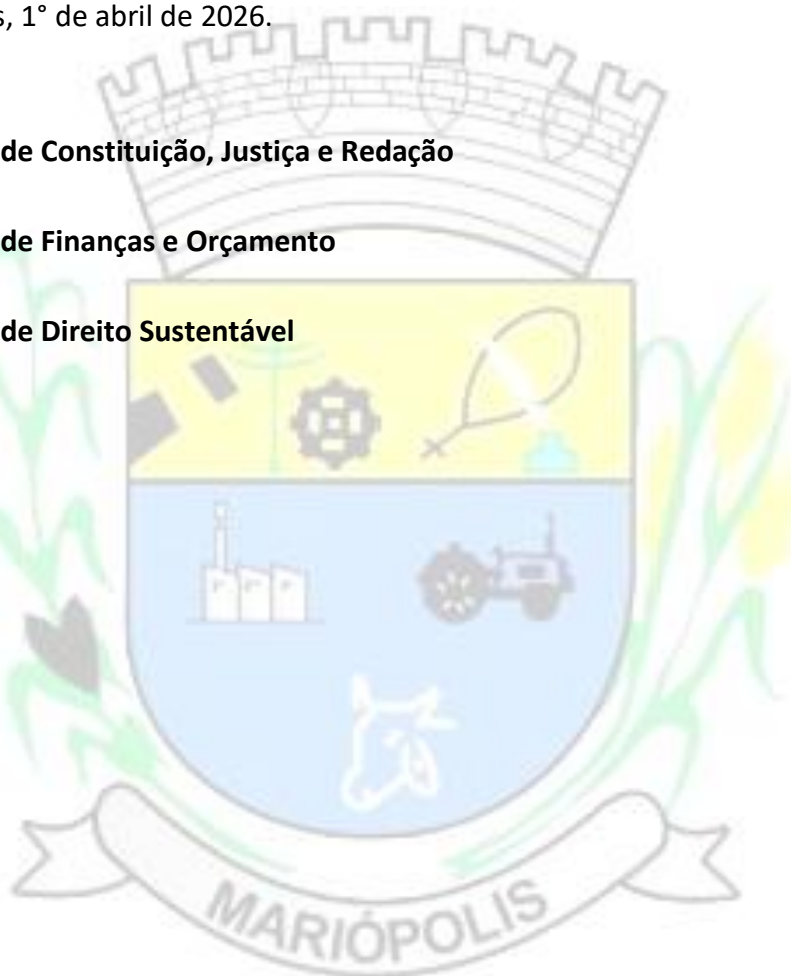 s, 1° de abril de 2026.
de Constituição, Justiça e Redação
de Finanças e Orçamento
de Direito Sustentável
MARIÓPOLIS